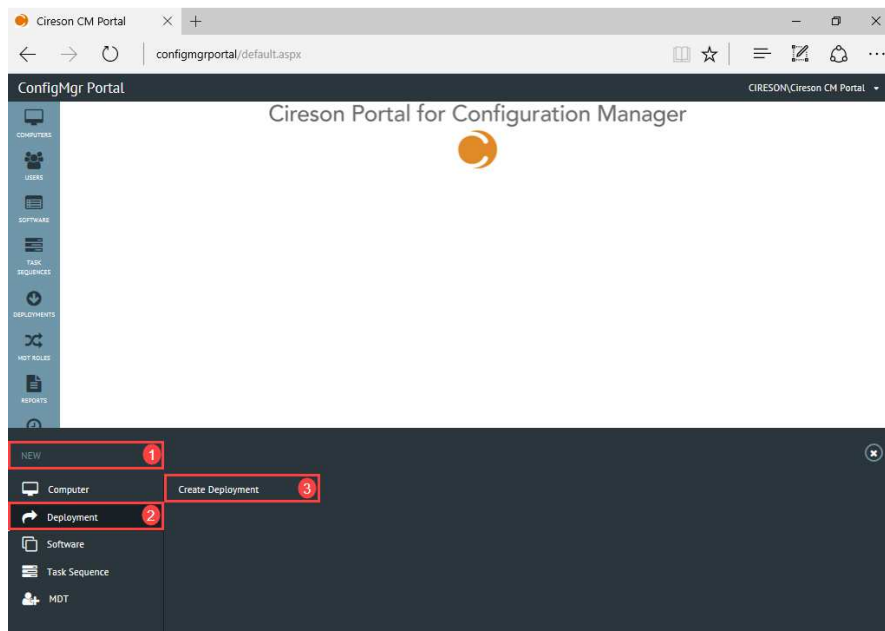 Cireson CM Portal
configmgrportal/default.aspx
ConfigMgr Portal
CIRESON\Cireson CM Portal
Cireson Portal for Configuration Manager
COMPUTERS
USERS
SOFTWARE
TASK
SEQUENCES
DEPLOYMENTS
MDT ROLES
REPORTS
NEW 1
Computer
Create Deployment 3
Deployment 2
Software
Task Sequence
MDT